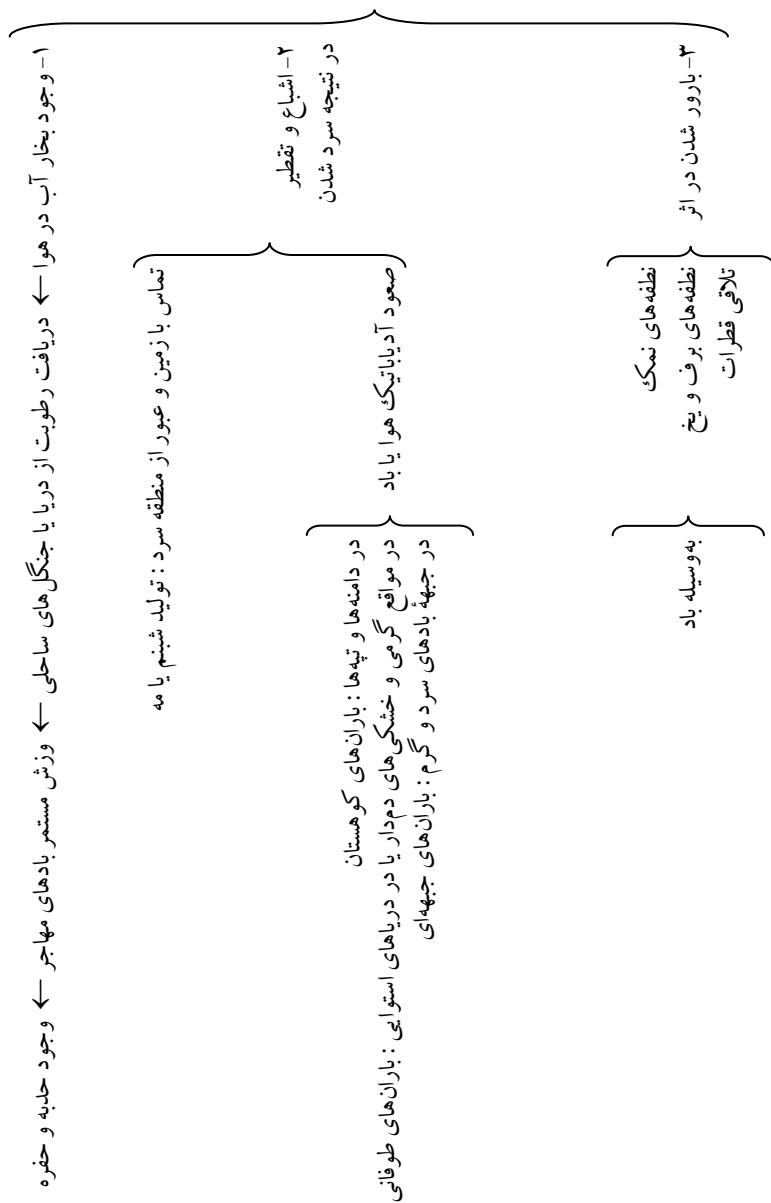 ۱- وجود بخار آب در هوا ← دریافت رطوبت از دریا یا جنگل‌های ساحلی ← وزش مستمر بادهای مهاجر ← وجود حدبه و حفره
۲- اشباع و تقطیر
در نتیجه سرد شدن
تماس با زمین و عبور از منطقه سرد : تولید شبنم یا مه
صعود آدیاباتیک هوا یا باد
در دامنه‌ها و تپه‌ها : باران‌های کوهستان
در مواقع گرمی و خشکی‌های دم‌دار یا در دریاهای استوایی : باران‌های طوفانی
در جبههٔ بادهای سرد و گرم : باران‌های جبهه‌ای
۳- بارور شدن در اثر
نطفه‌های نمک
نطفه‌های برف و یخ
تلاقی قطرات
به‌وسیله باد